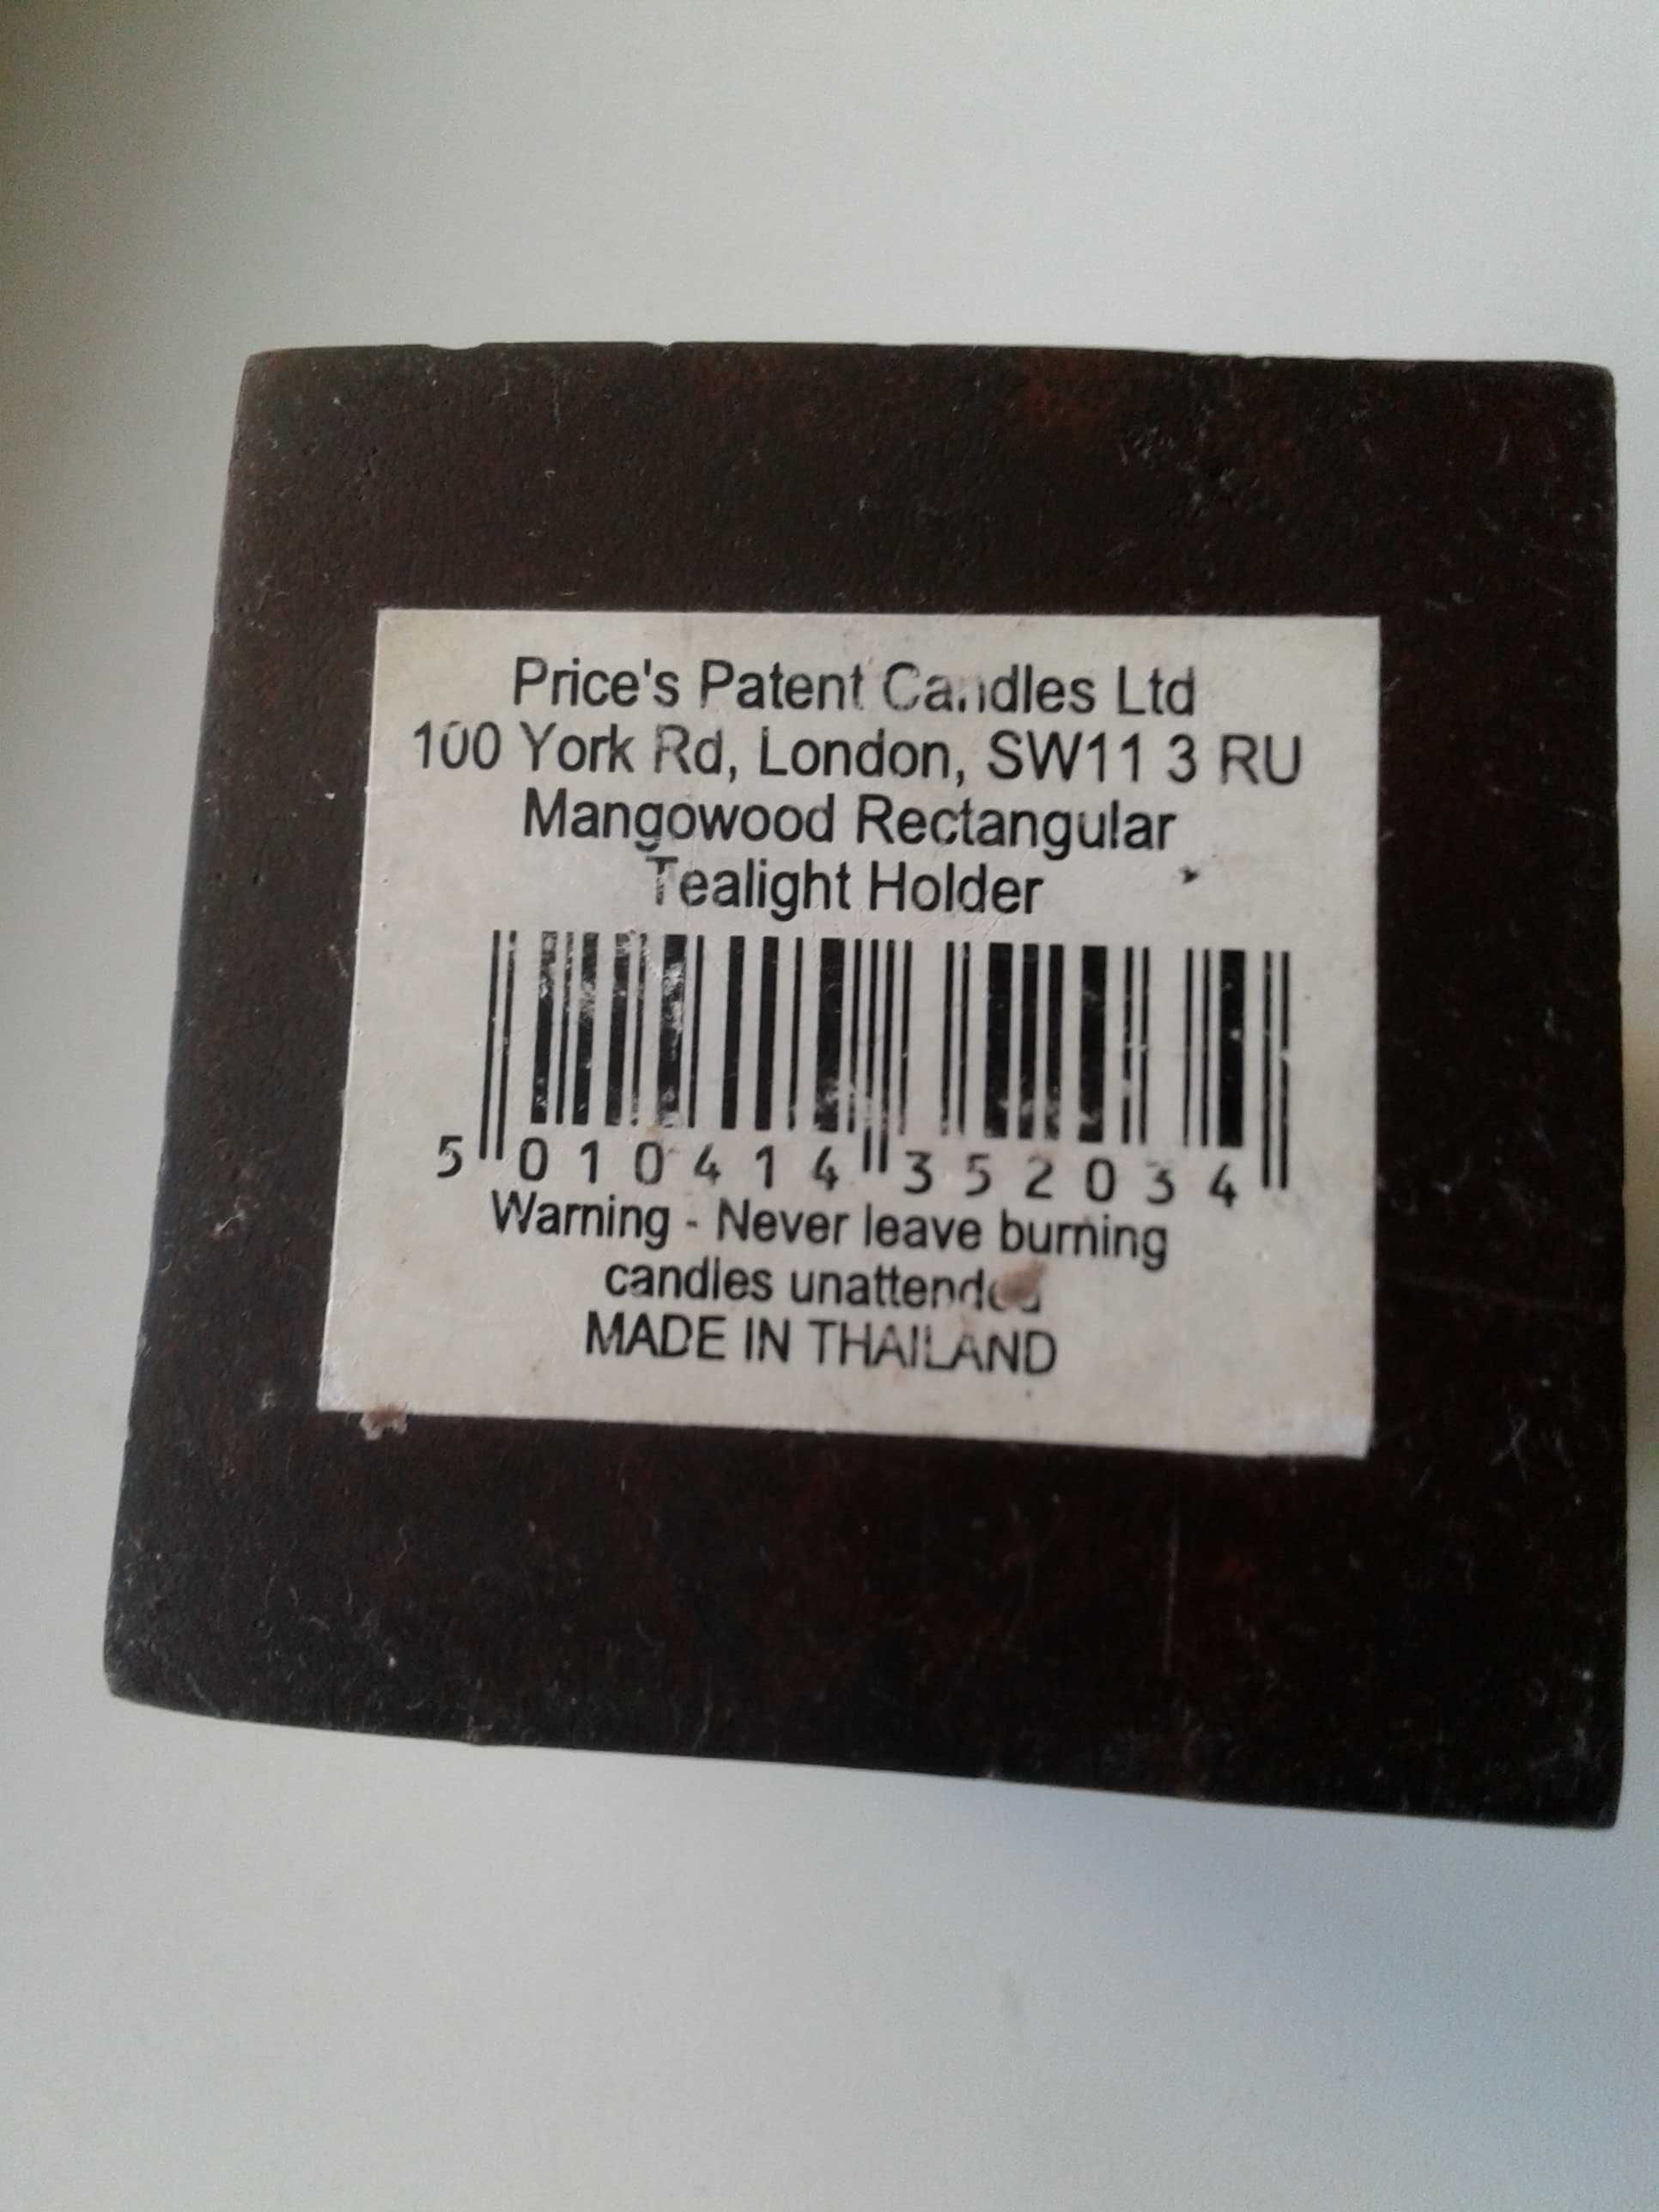 Price's Patent Candles Ltd
100 York Rd, London, SW11 3 RU
Mangowood Rectangular
Tealight Holder
5 010414 352034
Warning - Never leave burning
candles unattended
MADE IN THAILAND